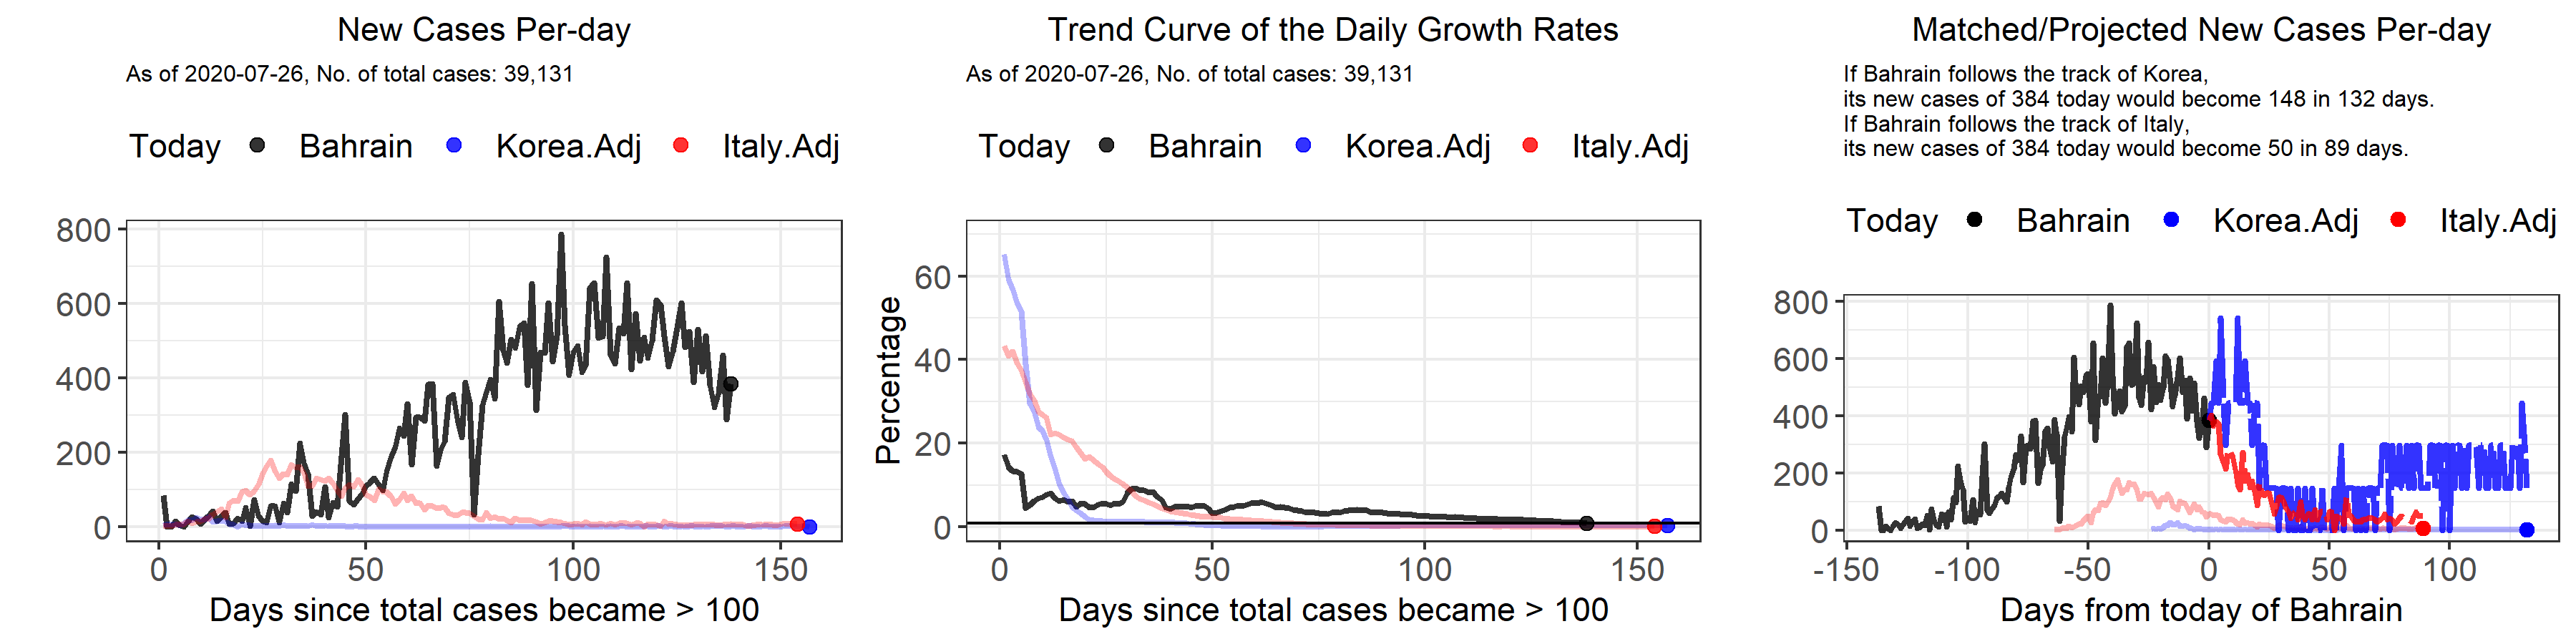 New Cases Per-day
As of 2020-07-26, No. of total cases: 39,131
Today Bahrain Korea.Adj Italy.Adj
800
600
400
200
0
0 50 100 150
Days since total cases became > 100
Trend Curve of the Daily Growth Rates
As of 2020-07-26, No. of total cases: 39,131
Today Bahrain Korea.Adj Italy.Adj
Percentage
60
40
20
0
0 50 100 150
Days since total cases became > 100
Matched/Projected New Cases Per-day
If Bahrain follows the track of Korea,
its new cases of 384 today would become 148 in 132 days.
If Bahrain follows the track of Italy,
its new cases of 384 today would become 50 in 89 days.
Today Bahrain Korea.Adj Italy.Adj
800
600
400
200
0
-150 -100 -50 0 50 100
Days from today of Bahrain